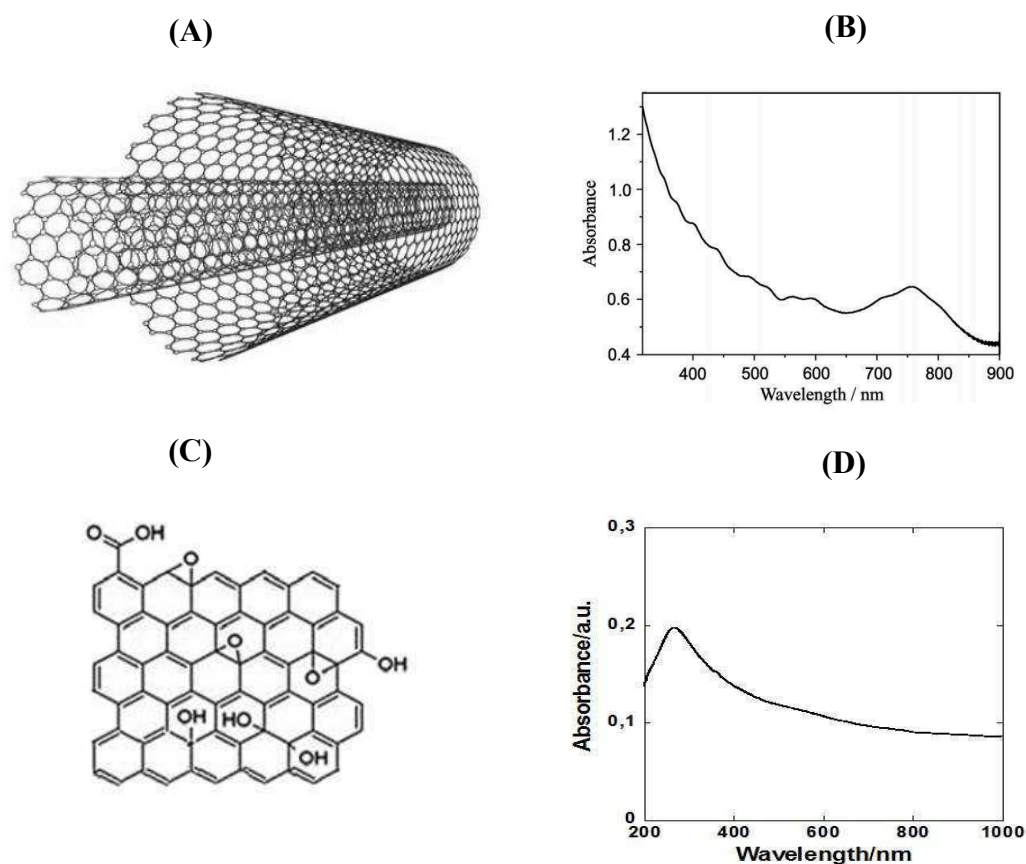 (A)
(B)
Absorbance
1.2
1.0
0.8
0.6
0.4
400 500 600 700 800 900
Wavelength / nm
(C)
O OH
O
O
O
OH
OH HO
OH
(D)
Absorbance/a.u.
0,3
0,2
0,1
0
200 400 600 800 1000
Wavelength/nm